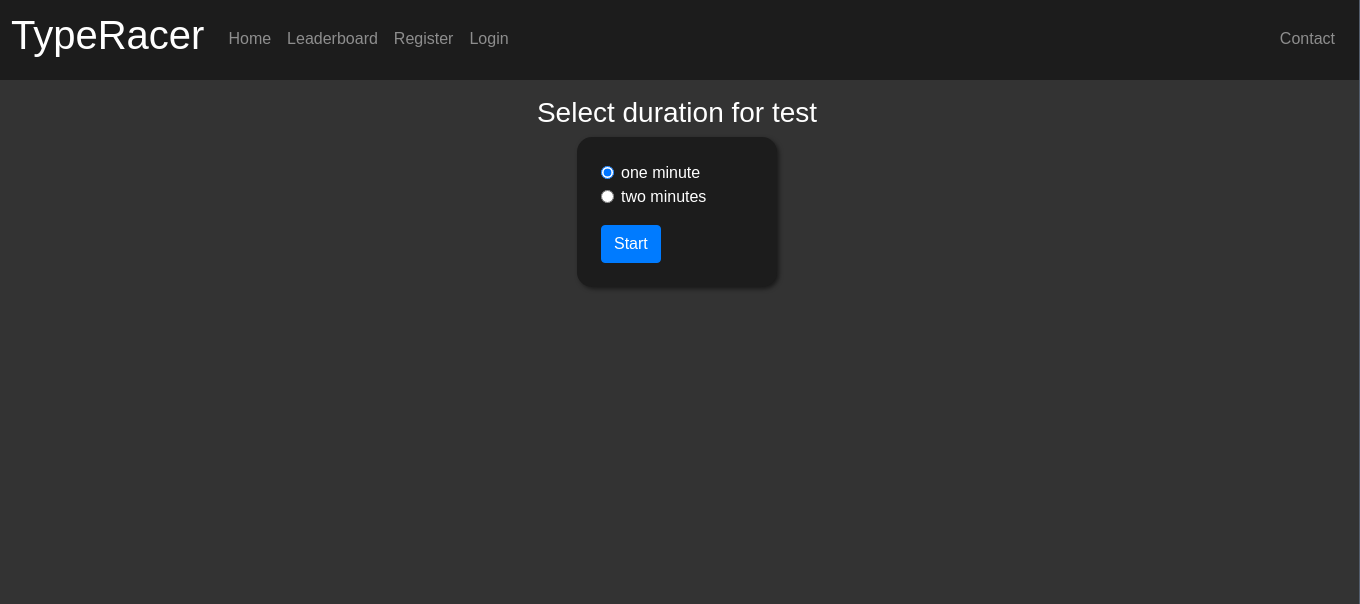 TypeRacer Home Leaderboard Register Login Contact
Select duration for test
one minute
two minutes
Start